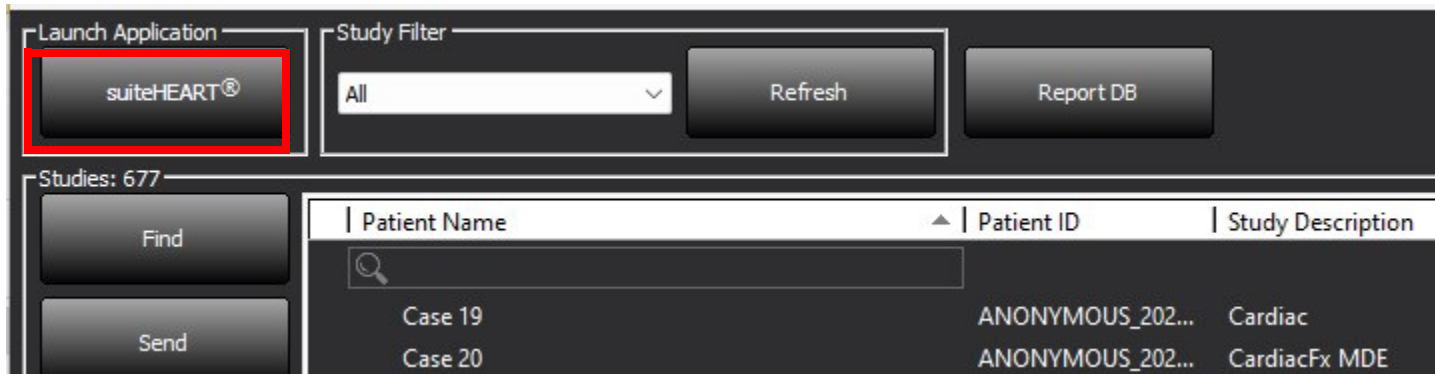 Launch Application
Study Filter
suiteHEART®
All
Refresh
Report DB
Studies: 677
Find
Patient Name
Patient ID
Study Description
Case 19
ANONYMOUS_202...
Cardiac
Send
Case 20
ANONYMOUS_202...
CardiacFx MDE